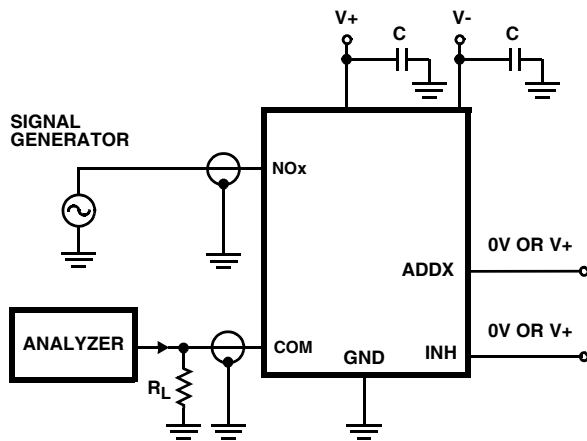 V+
V-
C
C
SIGNAL
GENERATOR
NOx
0V OR V+
ADDX
0V OR V+
ANALYZER
COM
GND
INH
RL